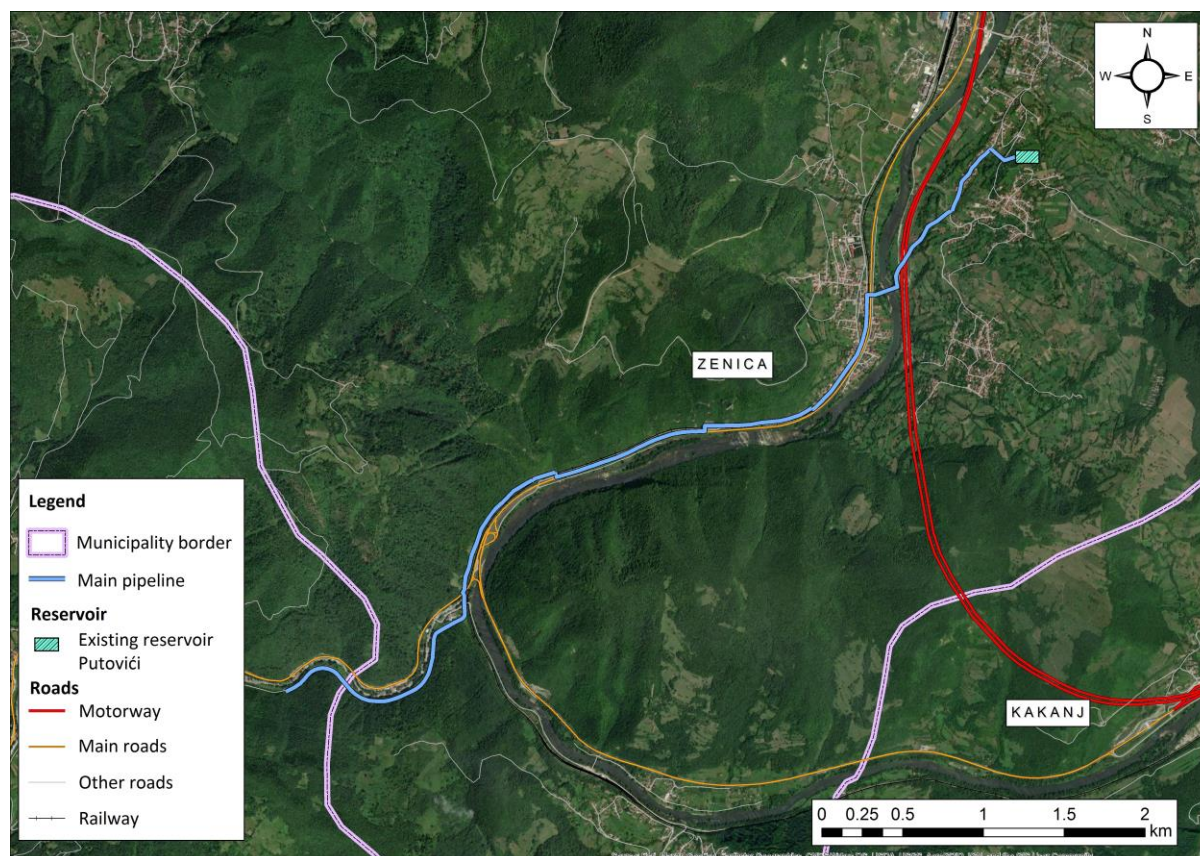 N
W E
S
ZENICA
KAKANJ
Legend
Municipality border
Main pipeline
Reservoir
Existing reservoir
Putovići
Roads
Motorway
Main roads
Other roads
Railway
0 0.25 0.5 1 1.5 2
km